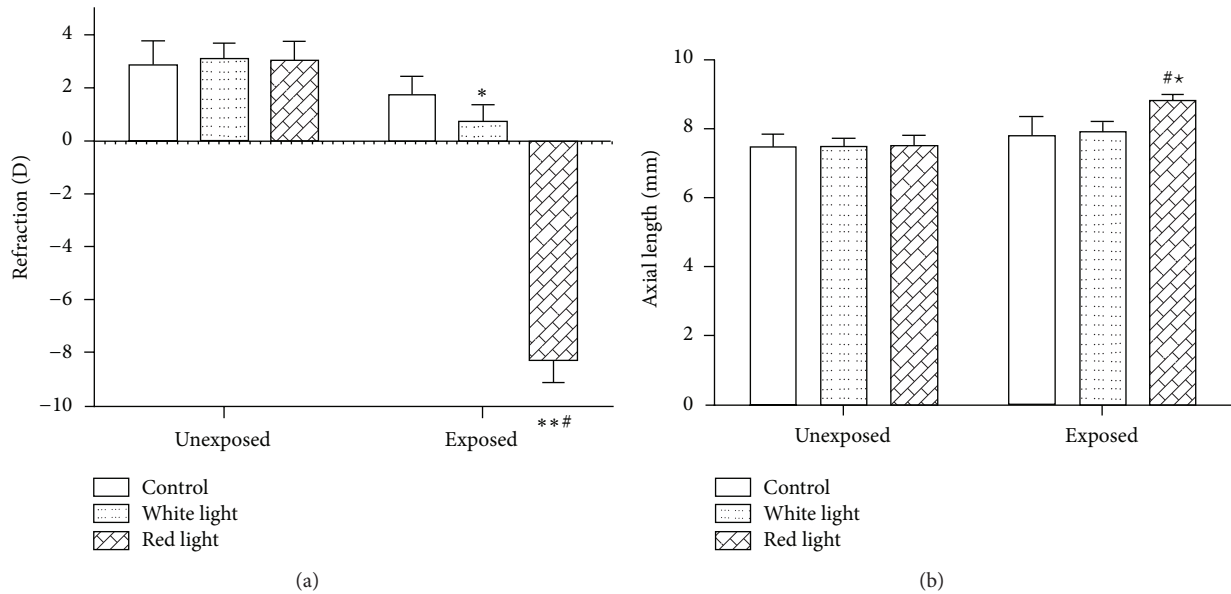 4
2
0
−2
−4
−6
−8
−10
Refraction (D)
*
**#
Unexposed
Exposed
Control
White light
Red light
(a)
10
8
6
4
2
0
Axial length (mm)
#⋆
Unexposed
Exposed
Control
White light
Red light
(b)